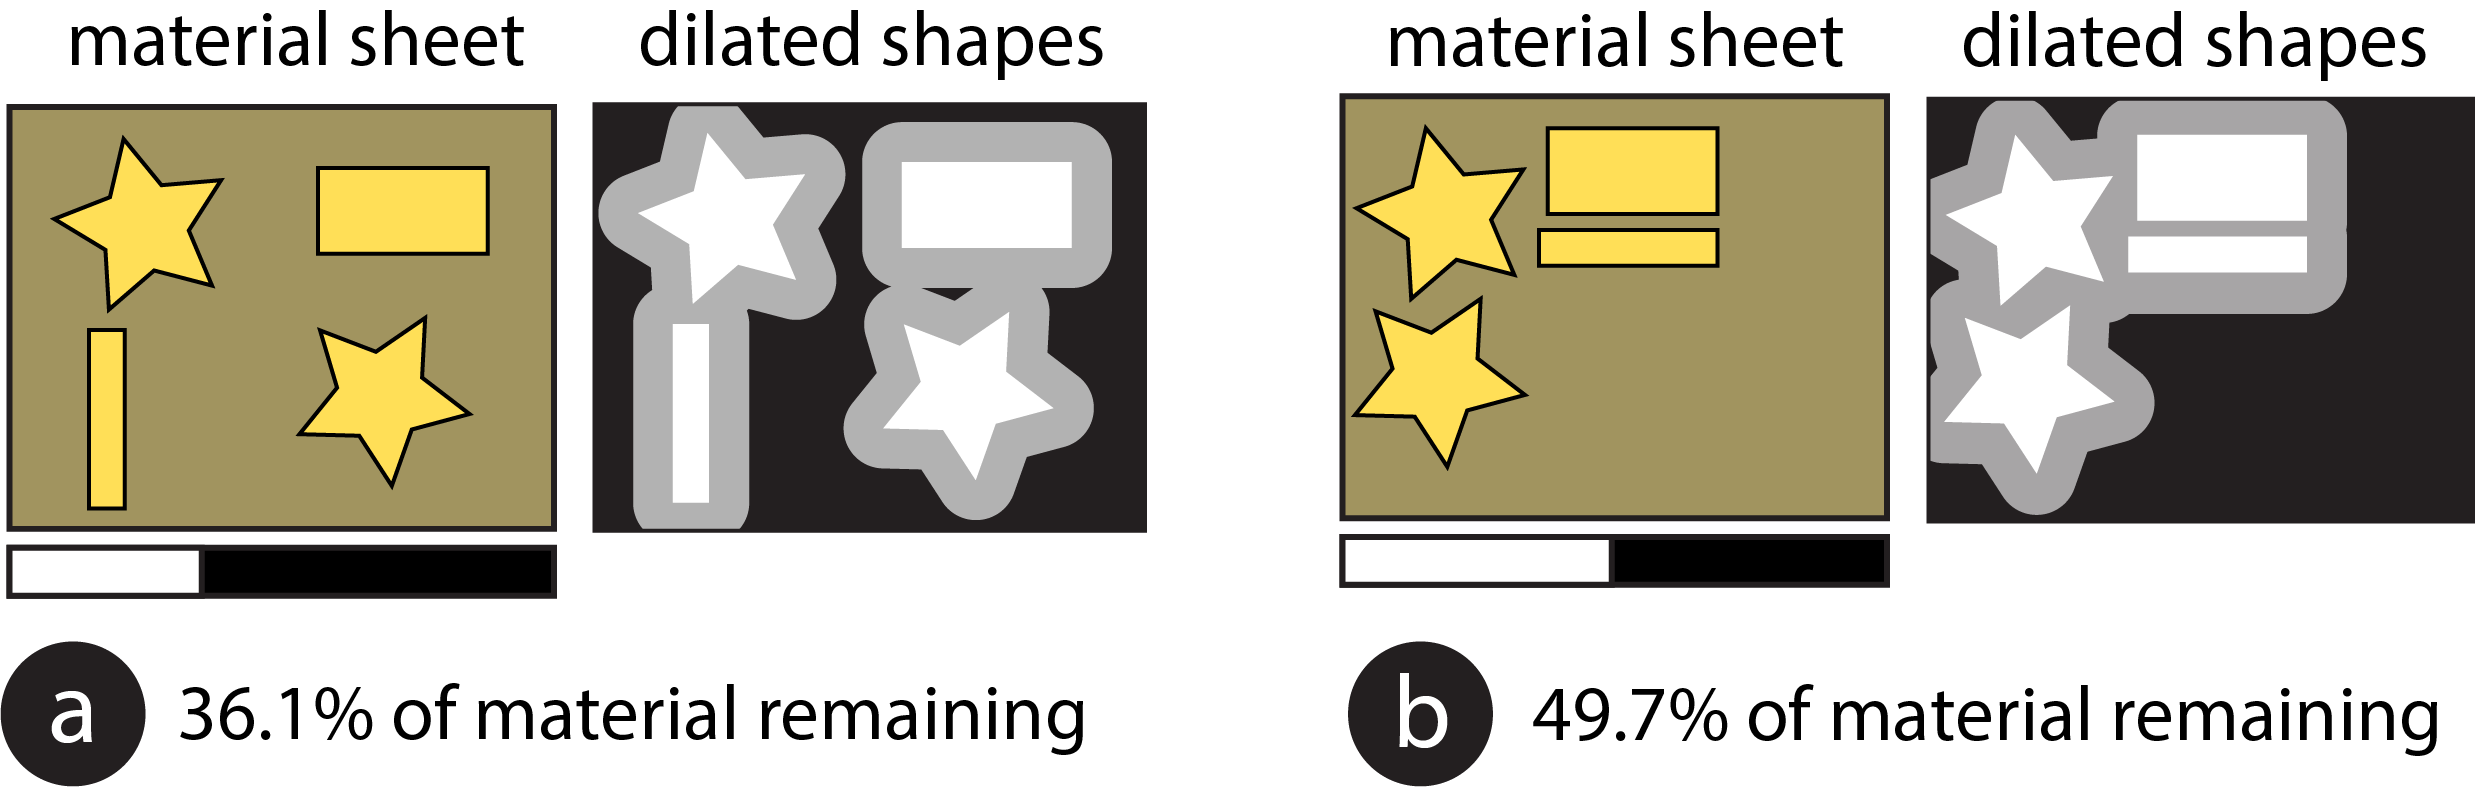 material sheet
dilated shapes
material sheet
dilated shapes
a
36.1% of material remaining
b
49.7% of material remaining